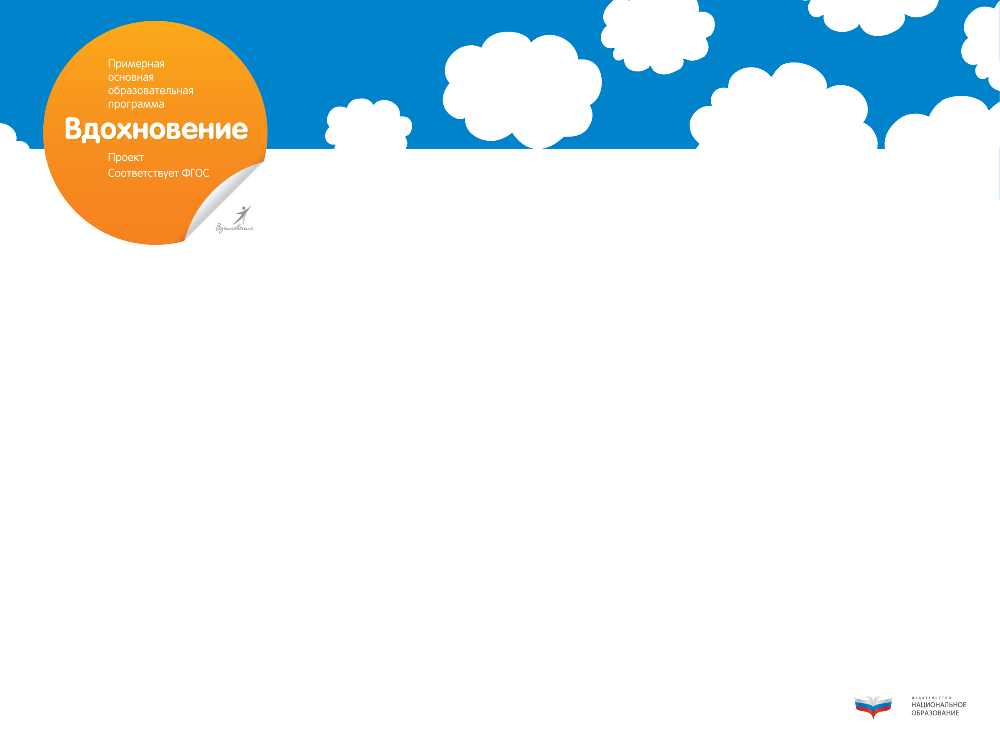 Примерная
основная
образовательная
программа
Вдохновение
Проект
Соответствует ФГОС
Вдохновение
ИЗДАТЕЛЬСТВО
НАЦИОНАЛЬНОЕ
ОБРАЗОВАНИЕ